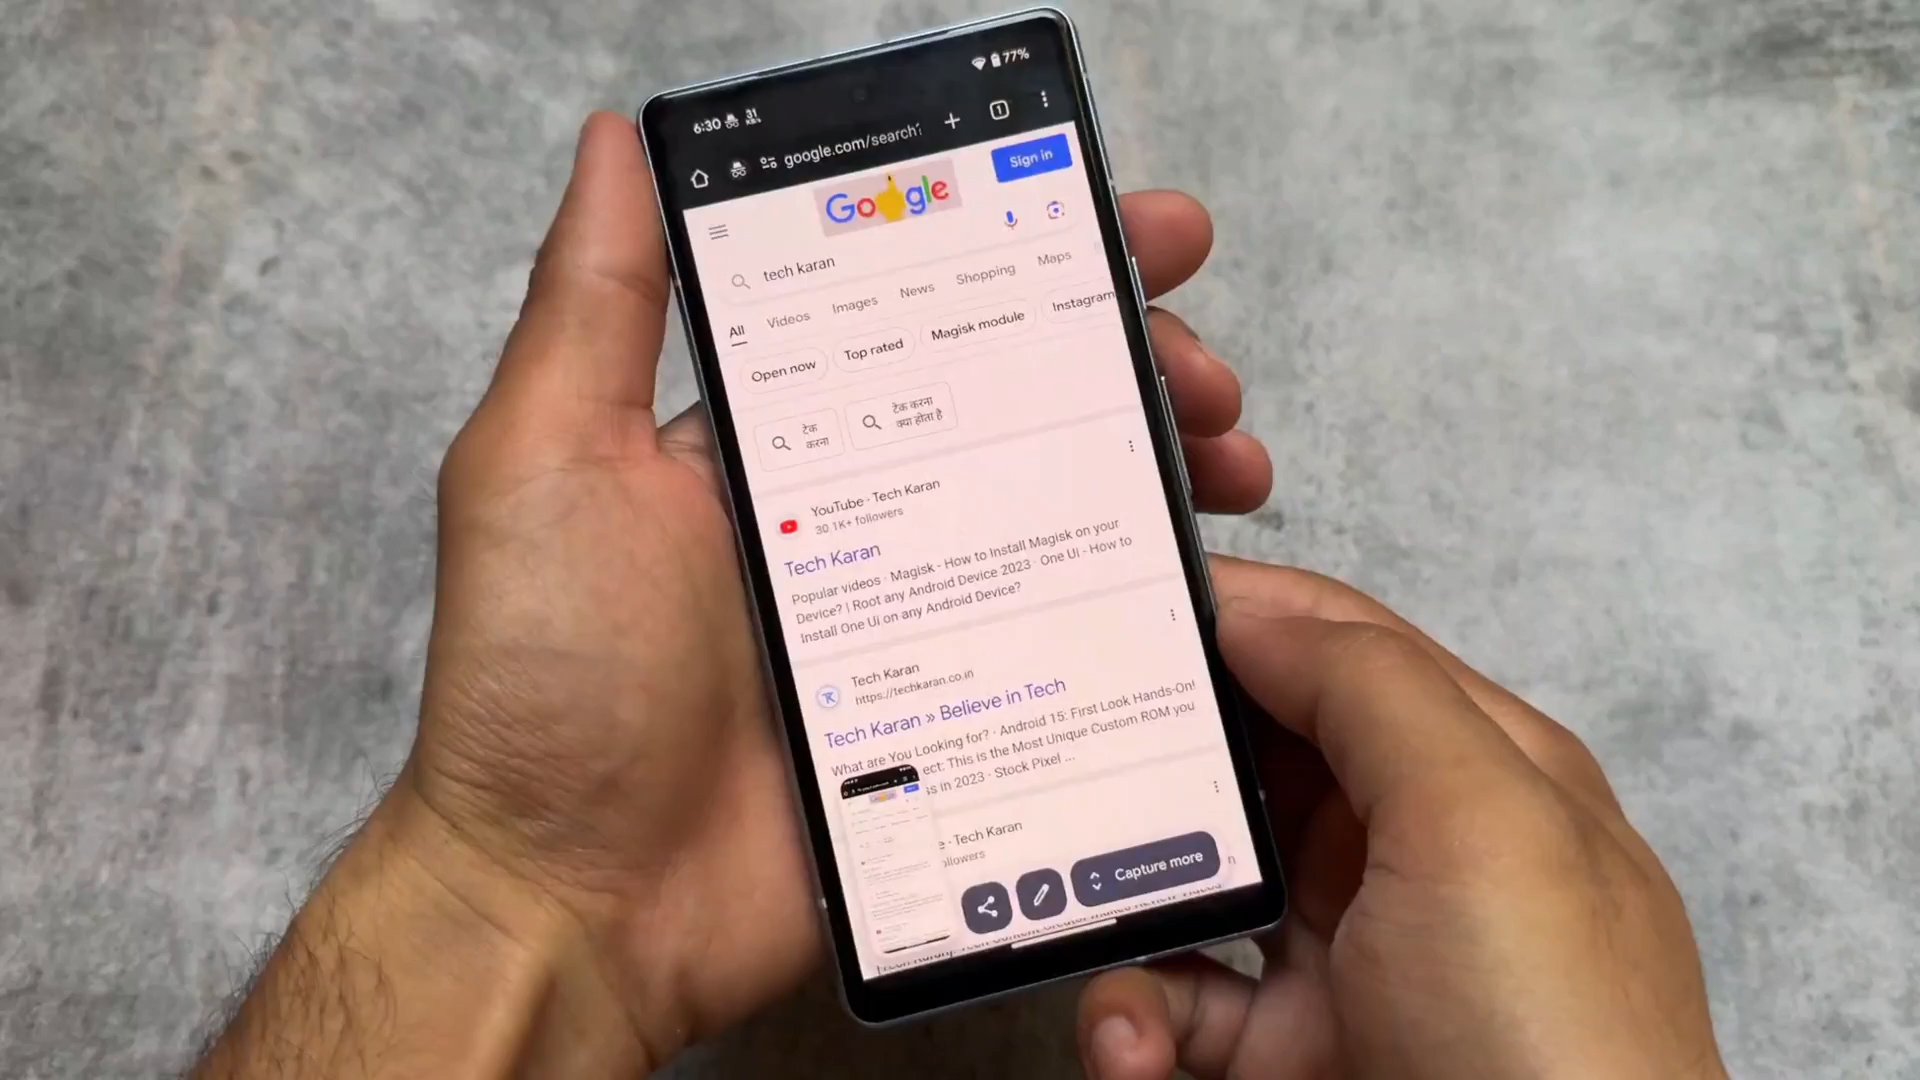 6:30 31 KB/s 77%
google.com/search?
1
Google
Sign in
tech karan
All Videos Images News Shopping Maps
Open now Top rated Magisk module Instagram
टेक करना
टेक करना क्या होता है
YouTube · Tech Karan
30.1K+ followers
Tech Karan
Popular videos · Magisk - How to Install Magisk on your
Device? | Root any Android Device 2023 · One Ui - How to
Install One Ui on any Android Device?
Tech Karan
https://techkaran.co.in
Tech Karan » Believe in Tech
What are You Looking for? · Android 15: First Look Hands-On!
ect: This is the Most Unique Custom ROM you
ss in 2023 · Stock Pixel ...
e · Tech Karan
ollowers
Capture more